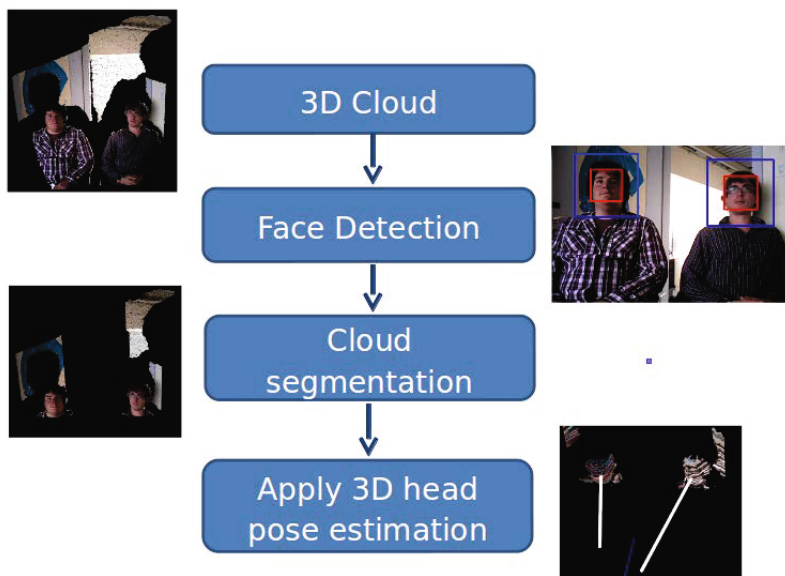 3D Cloud
Face Detection
Cloud
segmentation
Apply 3D head
pose estimation